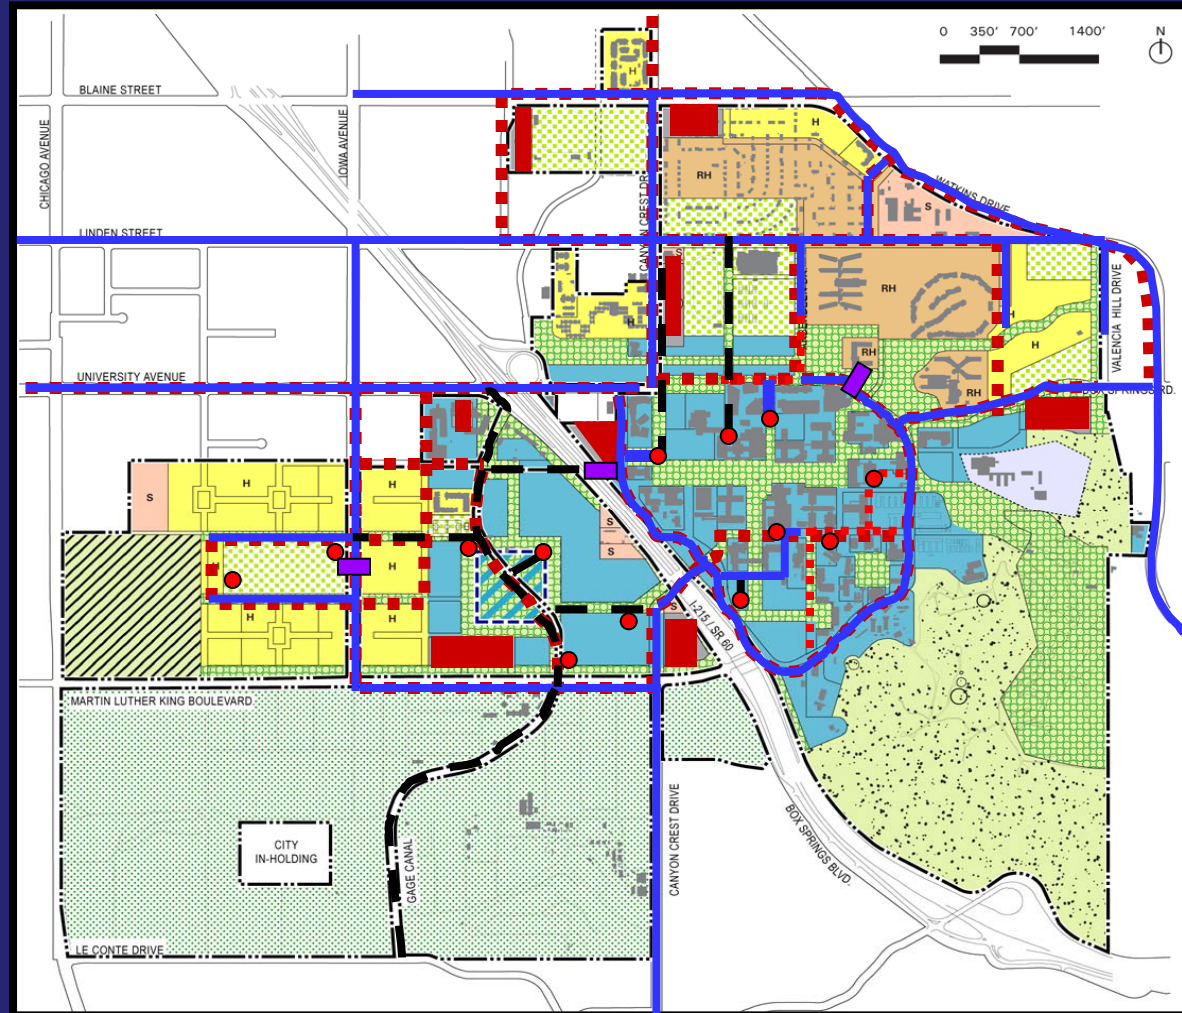 0 350' 700' 1400'
N
BLAINE STREET
CHICAGO AVENUE
IOWA AVENUE
H
H
RH
S
WATKINS DRIVE
LINDEN STREET
CANYON CREST
S
RH
H
VALENCIA HILL DRIVE
H
H
RH
UNIVERSITY AVENUE
RH
S
H
H
S
S
H
H
H
S
I-215 / SR 60
MARTIN LUTHER KING BOULEVARD
CITY
IN-HOLDING
GAGE CANAL
CANYON CREST DRIVE
BOX SPRINGS BLVD.
LE CONTE DRIVE